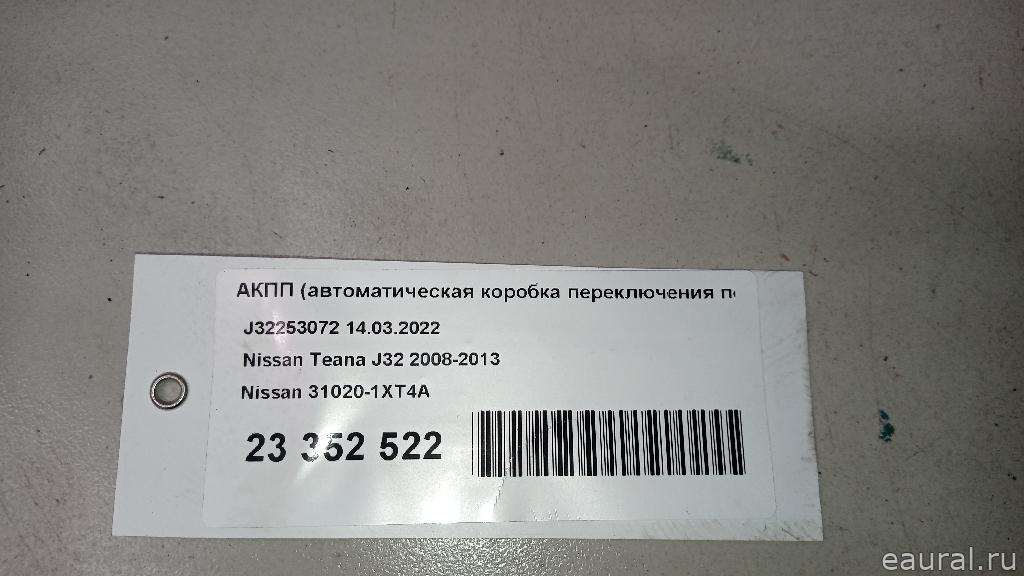 АКПП (автоматическая коробка переключения п
J32253072 14.03.2022
Nissan Teana J32 2008-2013
Nissan 31020-1XT4A
23 352 522
eaural.ru